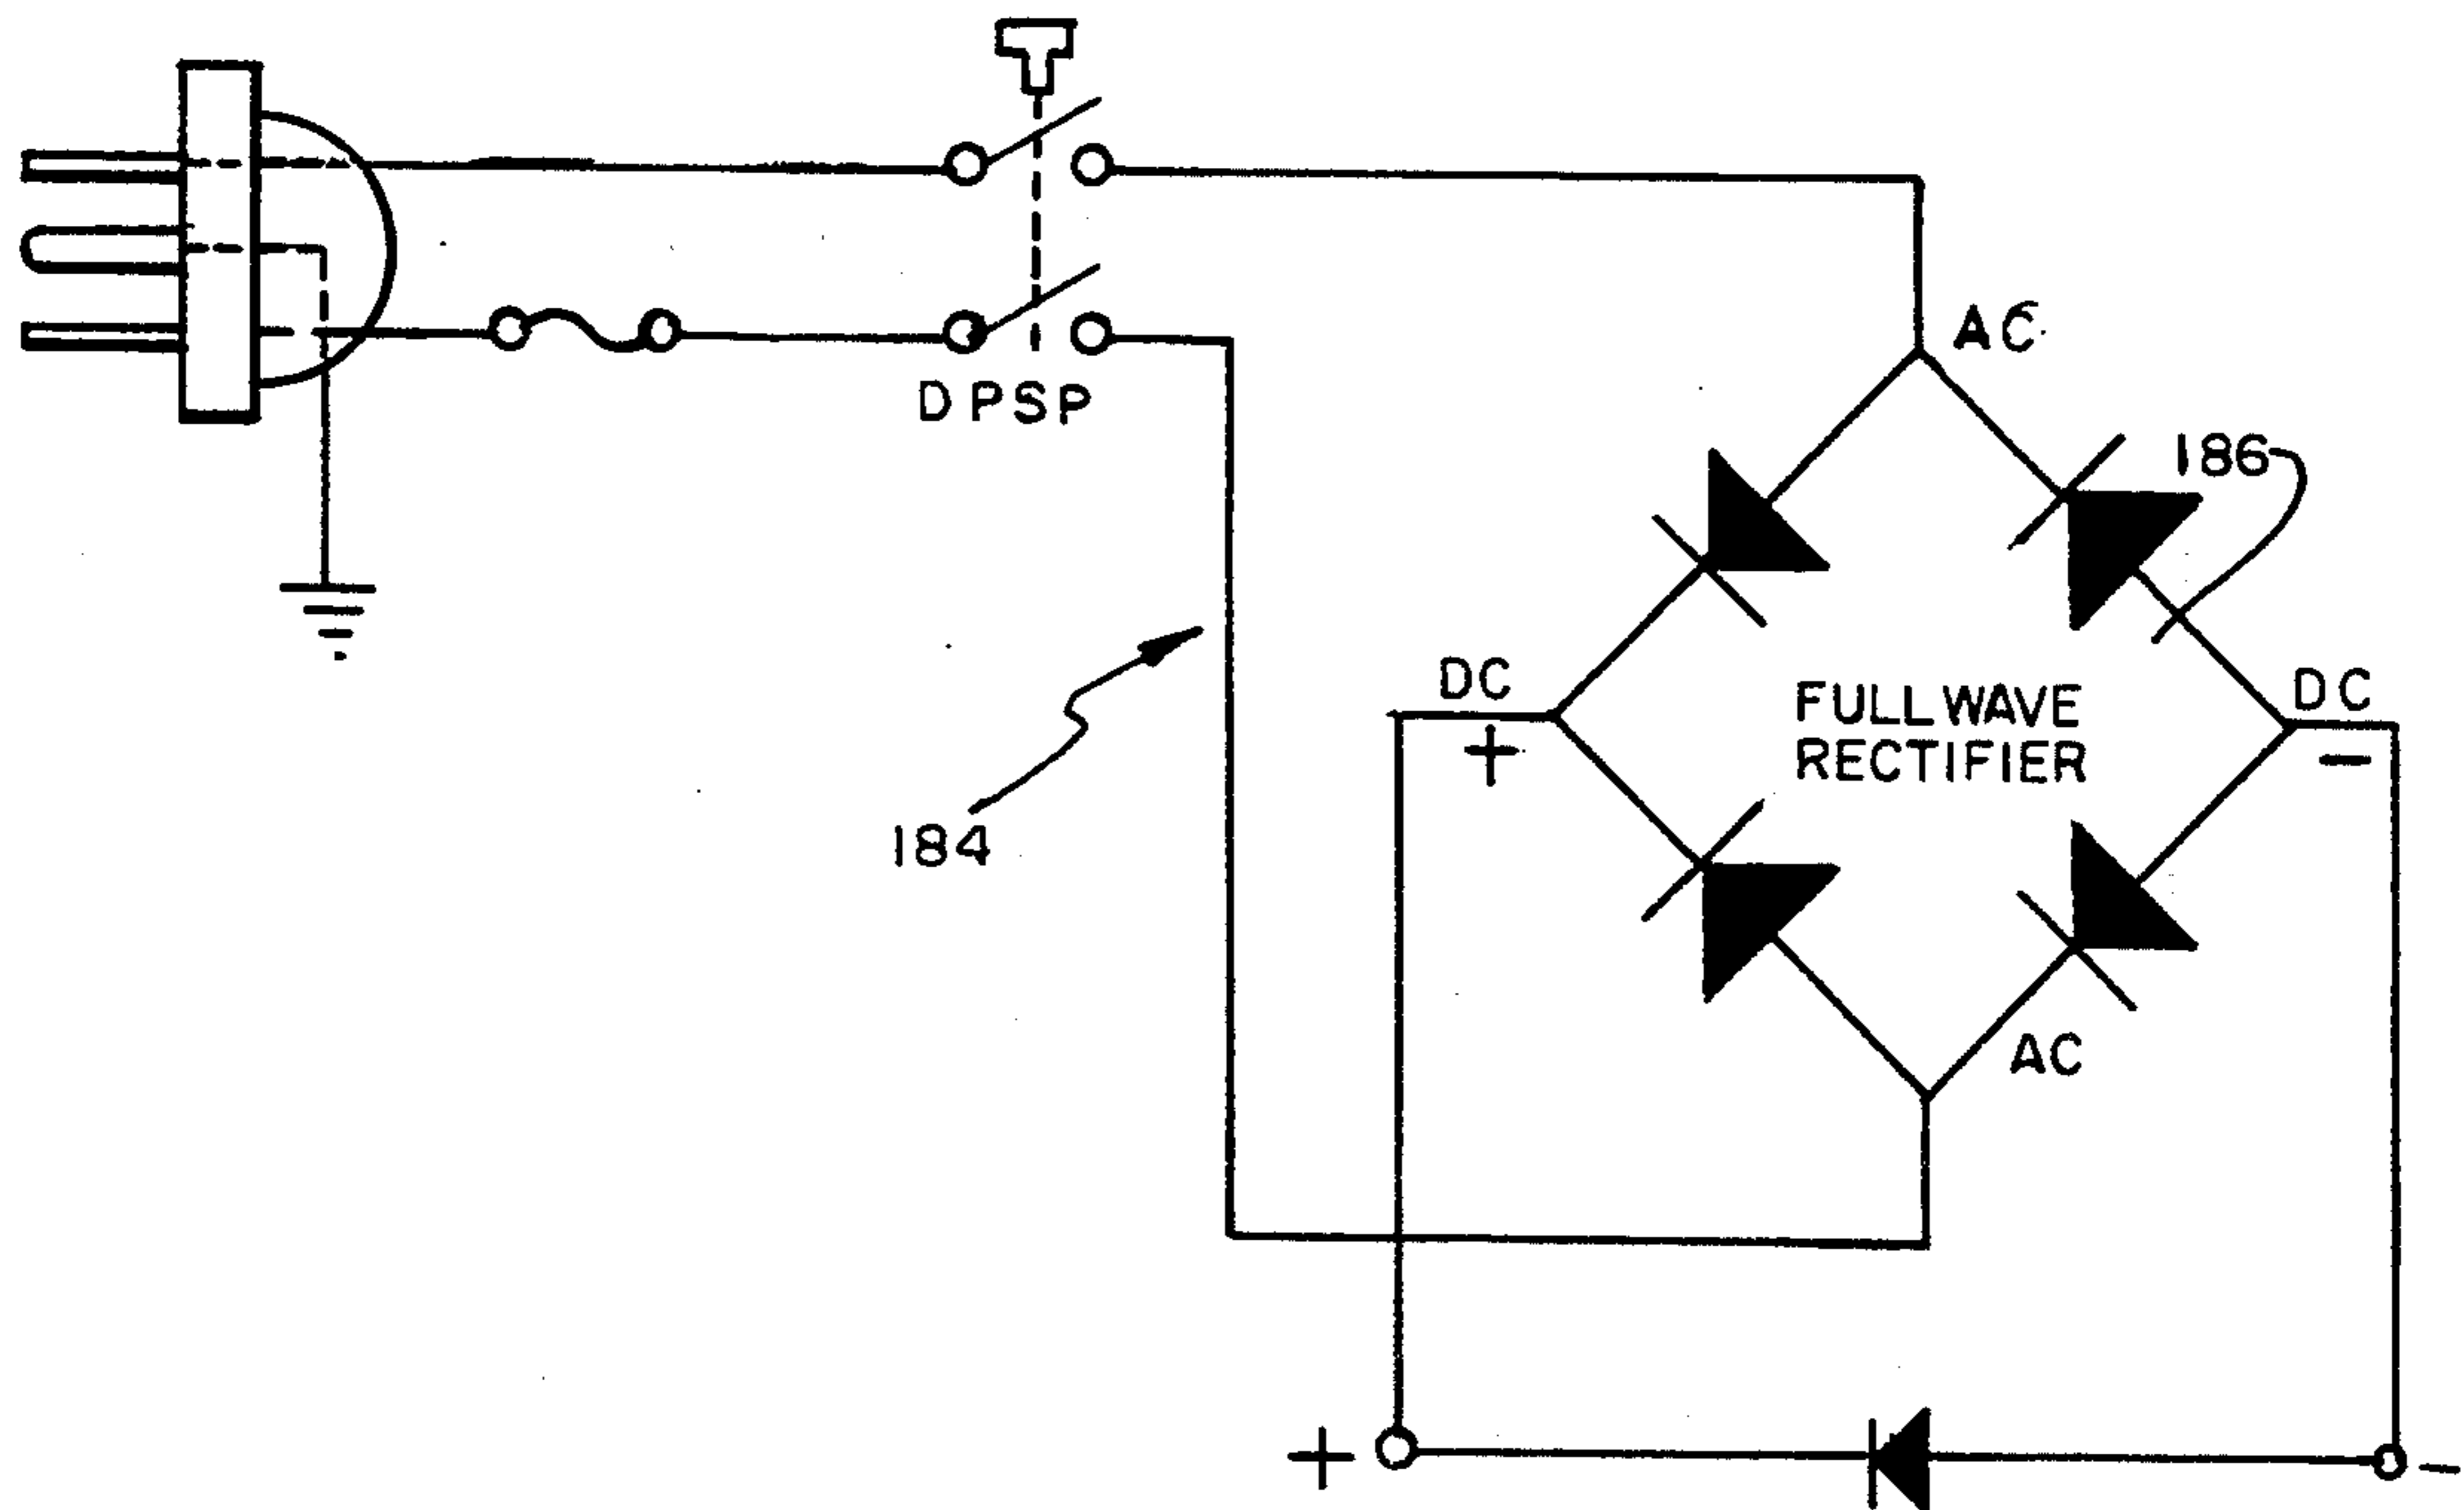 DPSP
AC
186
DC
+
FULLWAVE
RECTIFIER
DC
-
184
AC
+
-